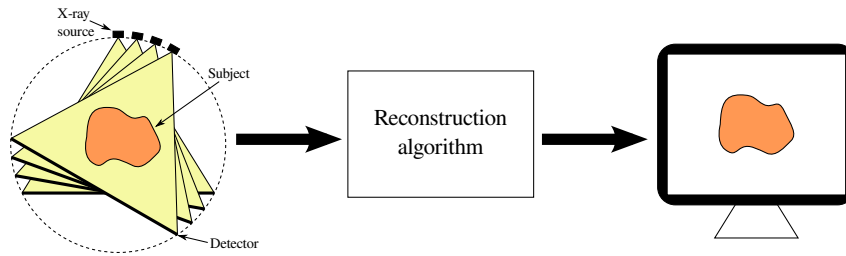 X-ray
source
Subject
Detector
Reconstruction
algorithm